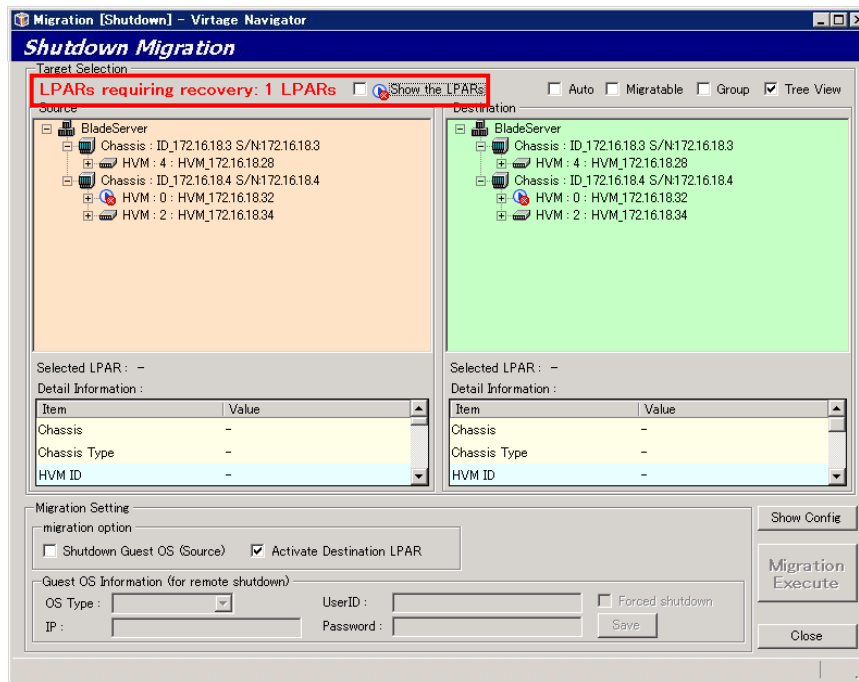 Migration [Shutdown] - Virtage Navigator
Shutdown Migration
Target Selection
LPARs requiring recovery: 1 LPARs Show the LPARs Auto Migratable Group Tree View
Source
BladeServer
Chassis : ID_172.16.18.3 S/N:172.16.18.3
HVM : 4 : HVM_172.16.18.28
Chassis : ID_172.16.18.4 S/N:172.16.18.4
HVM : 0 : HVM_172.16.18.32
HVM : 2 : HVM_172.16.18.34
Selected LPAR : -
Detail Information :
Item Value
Chassis -
Chassis Type -
HVM ID -
Destination
BladeServer
Chassis : ID_172.16.18.3 S/N:172.16.18.3
HVM : 4 : HVM_172.16.18.28
Chassis : ID_172.16.18.4 S/N:172.16.18.4
HVM : 0 : HVM_172.16.18.32
HVM : 2 : HVM_172.16.18.34
Selected LPAR : -
Detail Information :
Item Value
Chassis -
Chassis Type -
HVM ID -
Migration Setting
migration option
Shutdown Guest OS (Source) Activate Destination LPAR
Guest OS Information (for remote shutdown)
OS Type : UserID : Forced shutdown
IP : Password : Save
Show Config
Migration
Execute
Close